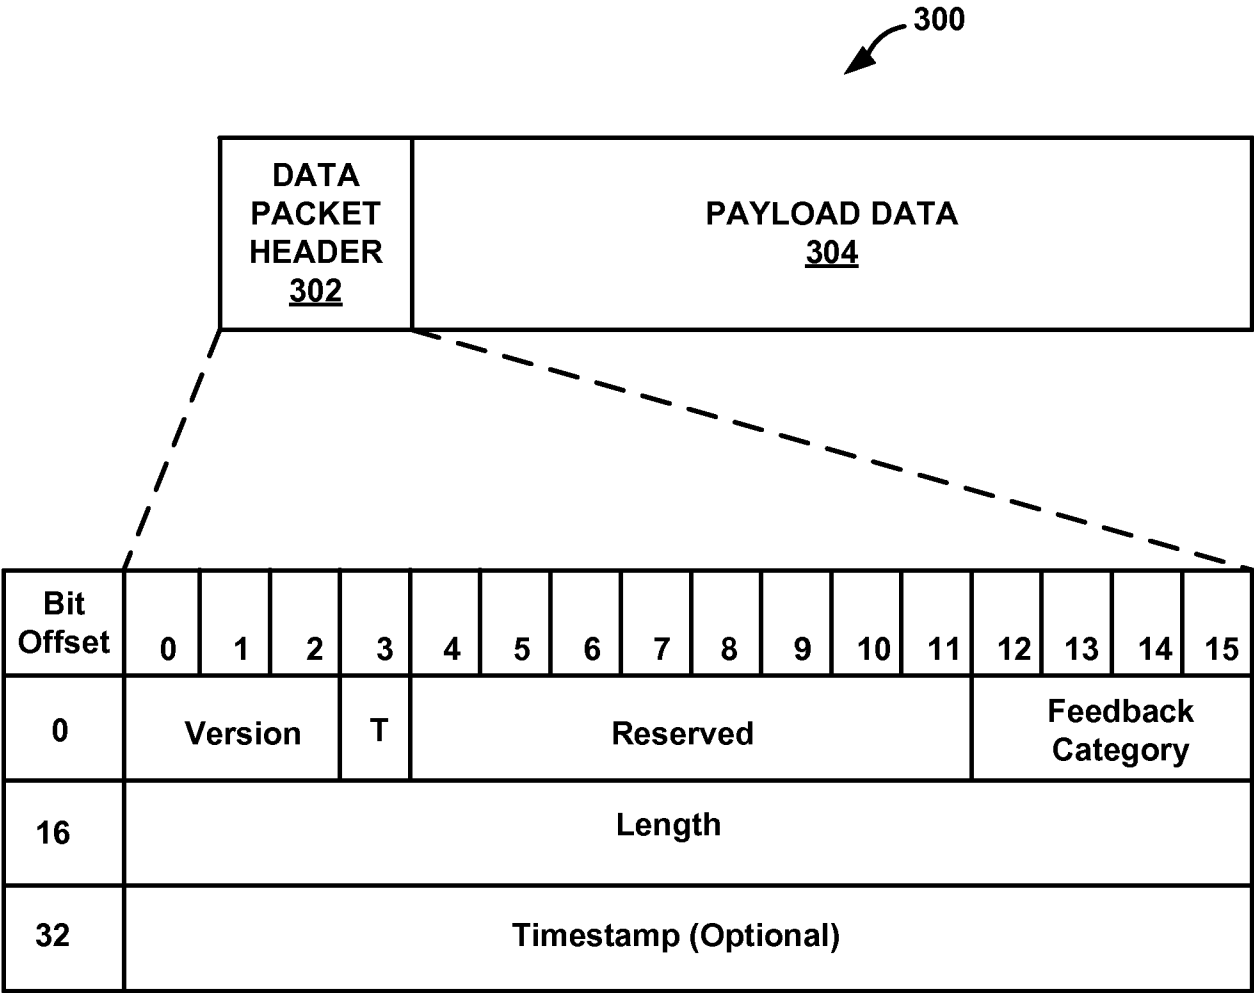 300
DATA
PACKET
HEADER
302
PAYLOAD DATA
304
Bit
Offset
0 1 2 3 4 5 6 7 8 9 10 11 12 13 14 15
0
Version
T
Reserved
Feedback
Category
16
Length
32
Timestamp (Optional)